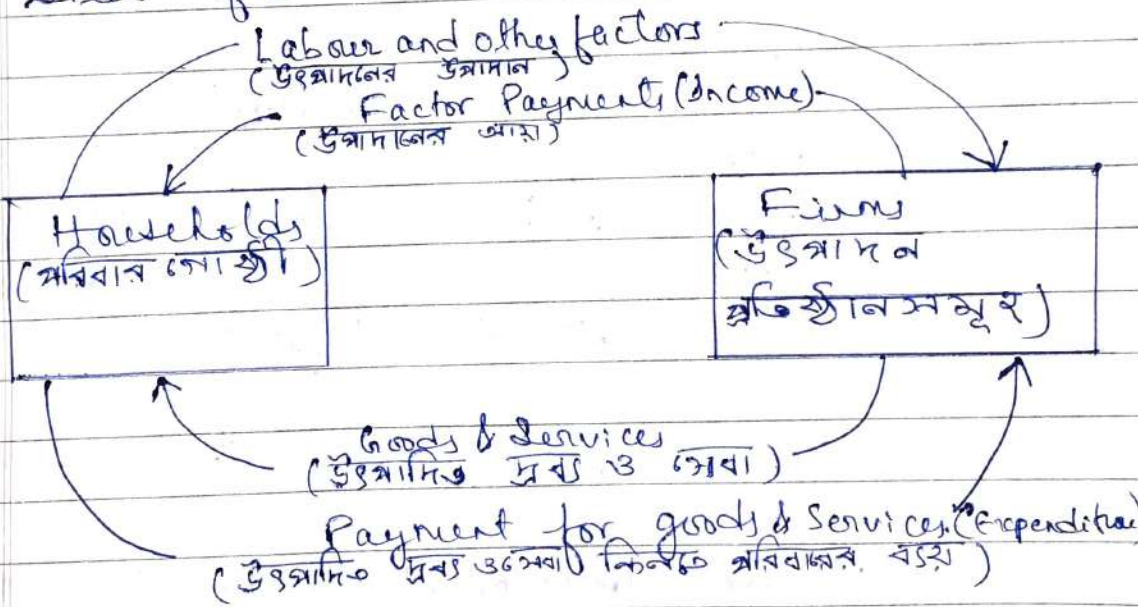 Labour and other factors
(উৎপাদনের উপাদান)
Factor Payments (Income)
(উপাদানের আয়)
Households
(পরিবার গোষ্ঠী)
Firms
(উৎপাদন
প্রতিষ্ঠানসমূহ)
Goods & Services
(উৎপাদিত দ্রব্য ও সেবা)
Payment for goods & Services. (Expenditure)
(উৎপাদিত দ্রব্য ও সেবা কিনতে পরিবারের ব্যয়)